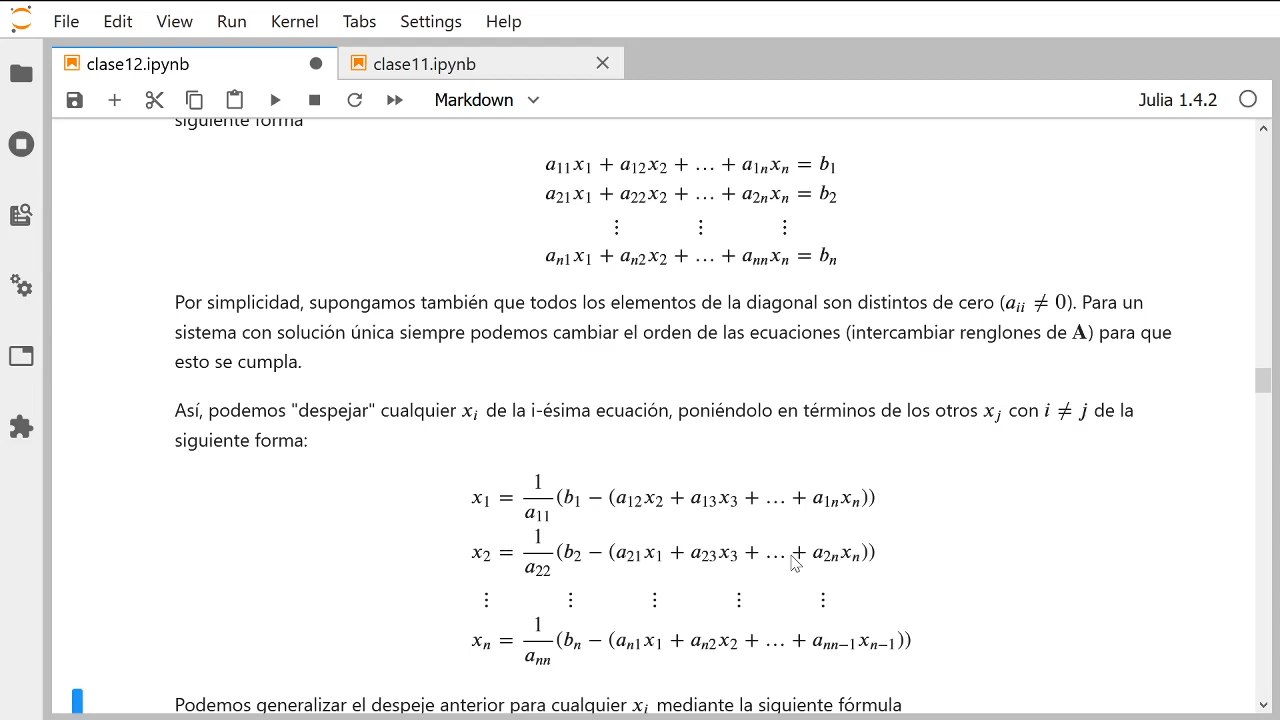 File Edit View Run Kernel Tabs Settings Help
clase12.ipynb clase11.ipynb
Markdown Julia 1.4.2
siguiente forma
a₁₁x₁ + a₁₂x₂ + … + a₁ₙxₙ = b₁
a₂₁x₁ + a₂₂x₂ + … + a₂ₙxₙ = b₂
⋮ ⋮ ⋮
aₙ₁x₁ + aₙ₂x₂ + … + aₙₙxₙ = bₙ
Por simplicidad, supongamos también que todos los elementos de la diagonal son distintos de cero (aᵢᵢ ≠ 0). Para un
sistema con solución única siempre podemos cambiar el orden de las ecuaciones (intercambiar renglones de A) para que
esto se cumpla.
Así, podemos "despejar" cualquier xᵢ de la i-ésima ecuación, poniéndolo en términos de los otros xⱼ con i ≠ j de la
siguiente forma:
x₁ = 1/a₁₁ (b₁ − (a₁₂x₂ + a₁₃x₃ + … + a₁ₙxₙ))
x₂ = 1/a₂₂ (b₂ − (a₂₁x₁ + a₂₃x₃ + … + a₂ₙxₙ))
⋮ ⋮ ⋮ ⋮ ⋮
xₙ = 1/aₙₙ (bₙ − (aₙ₁x₁ + aₙ₂x₂ + … + aₙₙ₋₁xₙ₋₁))
Podemos generalizar el despeje anterior para cualquier xᵢ mediante la siguiente fórmula